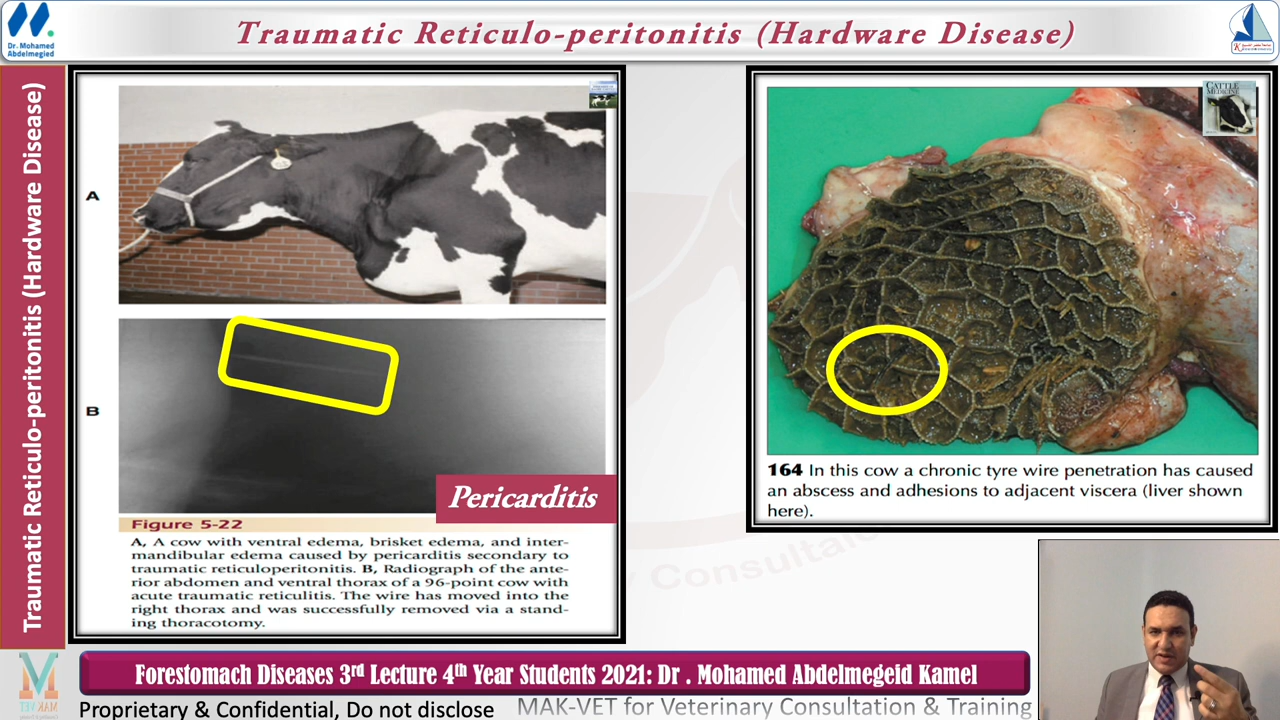 Dr. Mohamed
Abdelmegied
Traumatic Reticulo-peritonitis (Hardware Disease)
Traumatic Reticulo-peritonitis (Hardware Disease)
A
B
Pericarditis
Figure 5-22
A, A cow with ventral edema, brisket edema, and inter-
mandibular edema caused by pericarditis secondary to
traumatic reticuloperitonitis. B, Radiograph of the ante-
rior abdomen and ventral thorax of a 96-point cow with
acute traumatic reticulitis. The wire has moved into the
right thorax and was successfully removed via a stand-
ing thoracotomy.
CATTLE
MEDICINE
164 In this cow a chronic tyre wire penetration has caused
an abscess and adhesions to adjacent viscera (liver shown
here).
y Consultat
Forestomach Diseases 3rd Lecture 4th Year Students 2021: Dr . Mohamed Abdelmegeid Kamel
MAK-VET
Proprietary & Confidential, Do not disclose
MAK-VET for Veterinary Consultation & Training